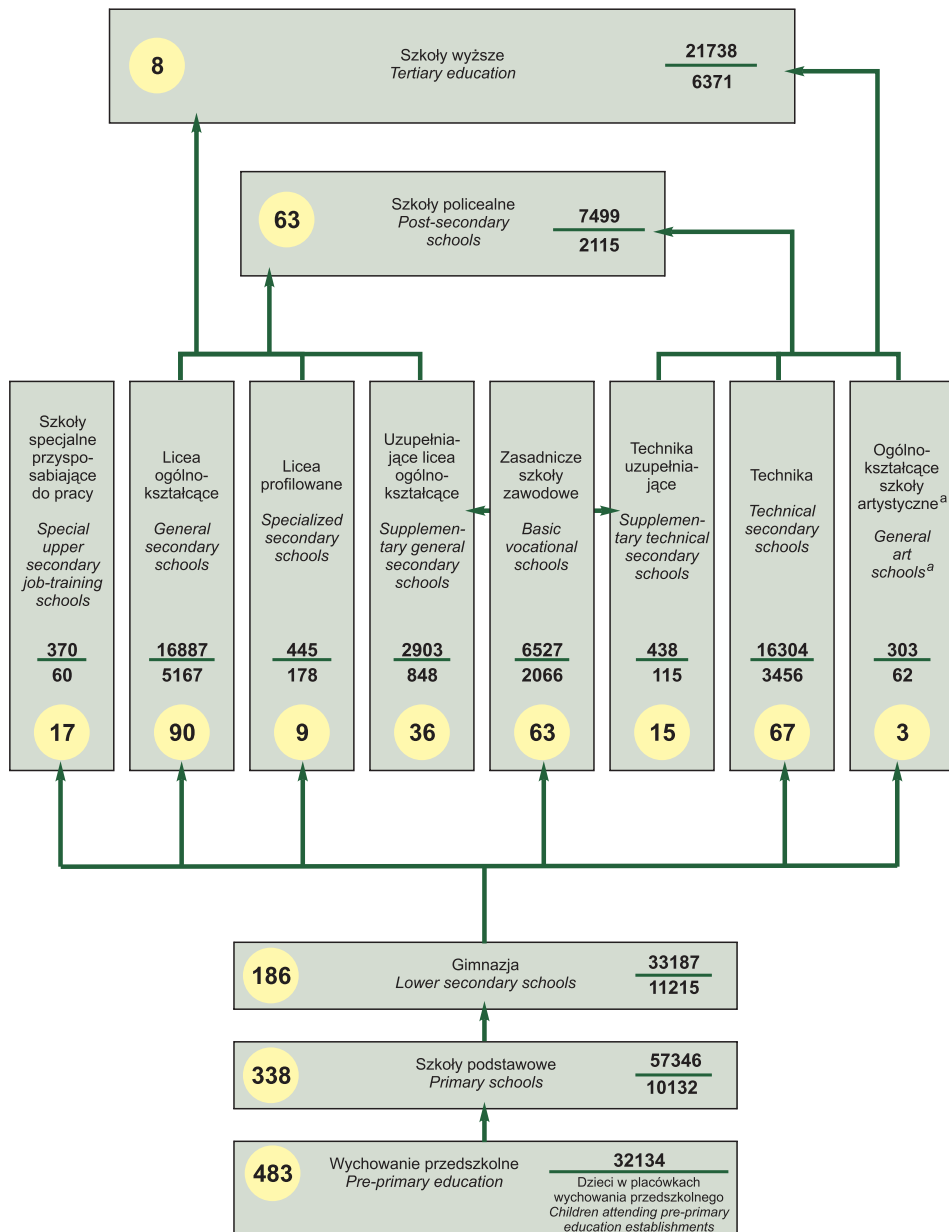 8
Szkoły wyższe
Tertiary education
21738
6371
63
Szkoły policealne
Post-secondary
schools
7499
2115
Szkoły
specjalne
przyspo-
sabiające
do pracy
Special
upper
secondary
job-training
schools
370
60
17
Licea
ogólno-
kształcące
General
secondary
schools
16887
5167
90
Licea
profilowane
Specialized
secondary
schools
445
178
9
Uzupełnia-
jące licea
ogólno-
kształcące
Supplemen-
tary general
secondary
schools
2903
848
36
Zasadnicze
szkoły
zawodowe
Basic
vocational
schools
6527
2066
63
Technika
uzupełnia-
jące
Supplemen-
tary technical
secondary
schools
438
115
15
Technika
Technical
secondary
schools
16304
3456
67
Ogólno-
kształcące
szkoły
artystyczne a
General
art
schools a
303
62
3
186
Gimnazja
Lower secondary schools
33187
11215
338
Szkoły podstawowe
Primary schools
57346
10132
483
Wychowanie przedszkolne
Pre-primary education
32134
Dzieci w placówkach
wychowania przedszkolnego
Children attending pre-primary
education establishments